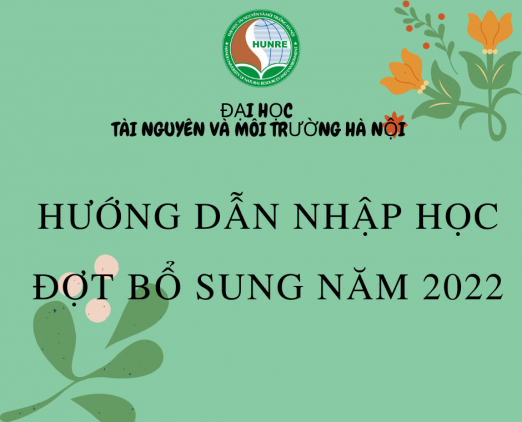 HUNRE
ĐẠI HỌC
TÀI NGUYÊN VÀ MÔI TRƯỜNG HÀ NỘI
HƯỚNG DẪN NHẬP HỌC
ĐỢT BỔ SUNG NĂM 2022